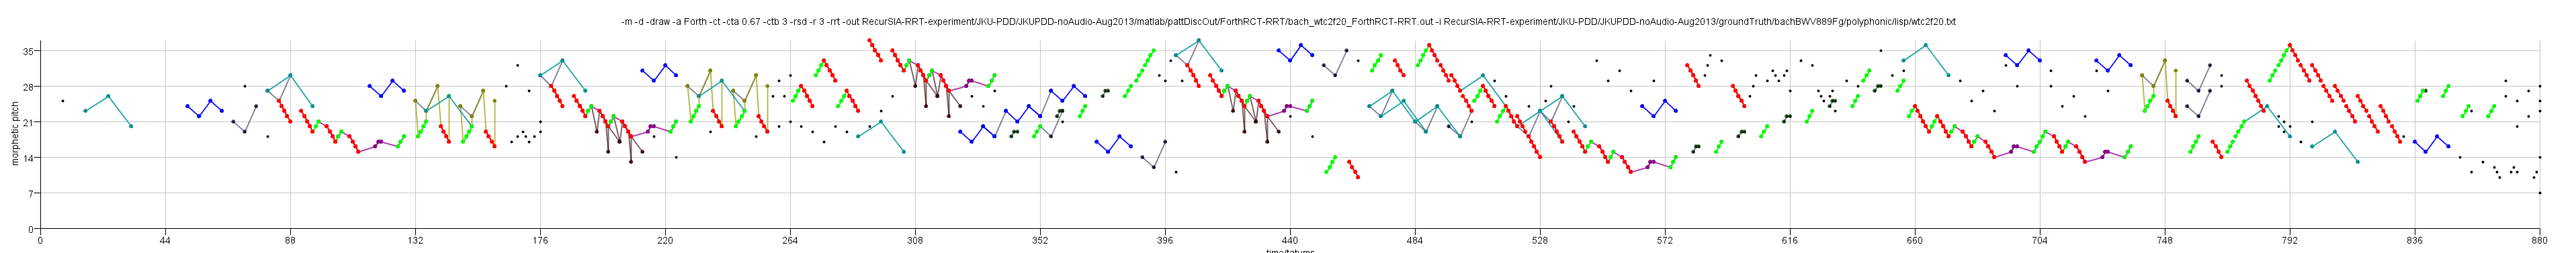 -m -d -draw -a Forth -ct -cta 0.67 -ctb 3 -rsd -r 3 -rrt -out RecurSIA-RRT-experiment/JKU-PDD/JKUPDD-noAudio-Aug2013/matlab/pattDiscOut/ForthRCT-RRT/bach_wtc2f20_ForthRCT-RRT.out -i RecurSIA-RRT-experiment/JKU-PDD/JKUPDD-noAudio-Aug2013/groundTruth/bachBWV889Fg/polyphonic/lisp/wtc2f20.txt
morphetic pitch
35
28
21
14
7
0
0 44 88 132 176 220 264 308 352 396 440 484 528 572 616 660 704 748 792 836 880
time/tatums